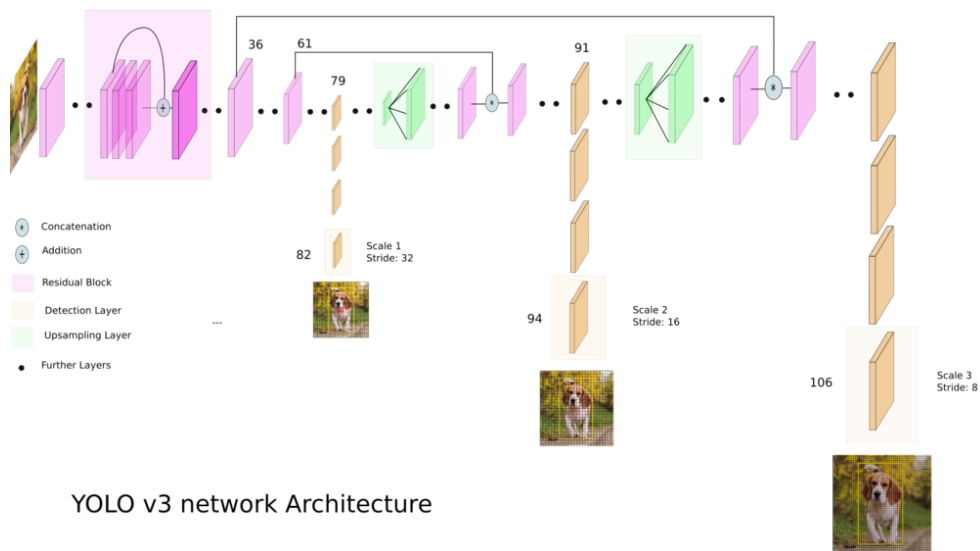 36
61
79
91
*
+
*
Concatenation
*
Addition
+
Residual Block
Detection Layer
Upsampling Layer
Further Layers
---
82
Scale 1
Stride: 32
94
Scale 2
Stride: 16
106
Scale 3
Stride: 8
YOLO v3 network Architecture